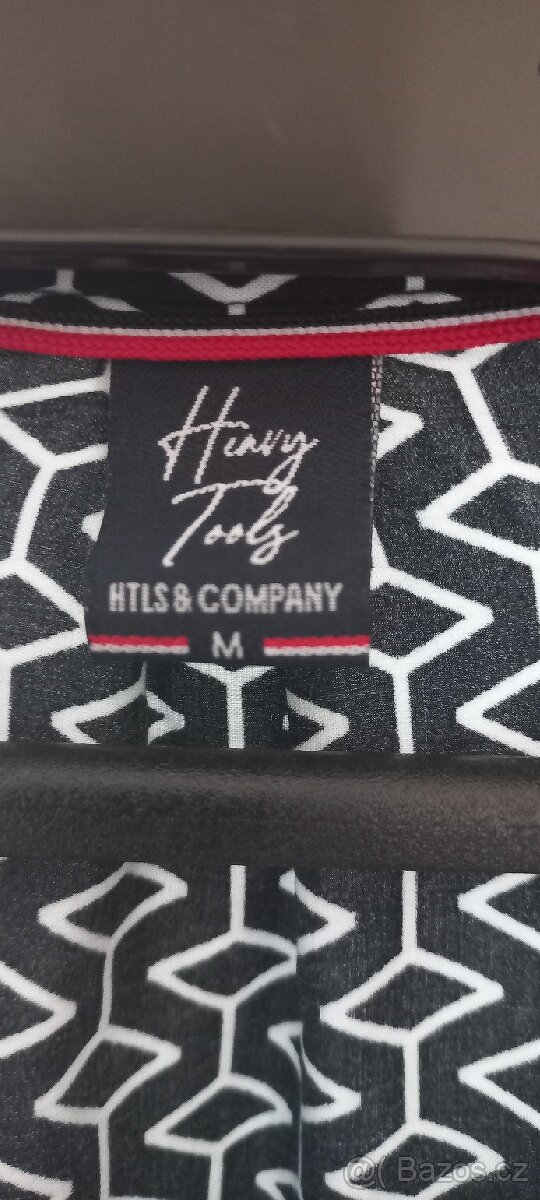 Heavy
Tools
HTLS & COMPANY
M
@ Bazos.cz